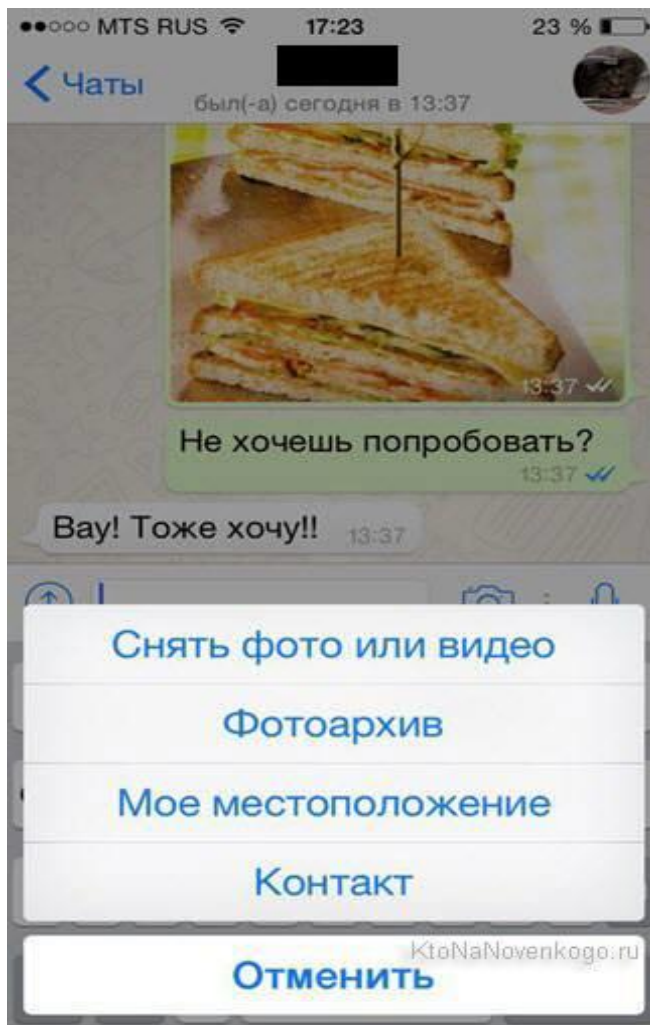 MTS RUS 17:23 23 %
Чаты
был(-а) сегодня в 13:37
13:37
Не хочешь попробовать?
13:37
Вау! Тоже хочу!! 13:37
Снять фото или видео
Фотоархив
Мое местоположение
Контакт
KtoNaNovenkogo.ru
Отменить